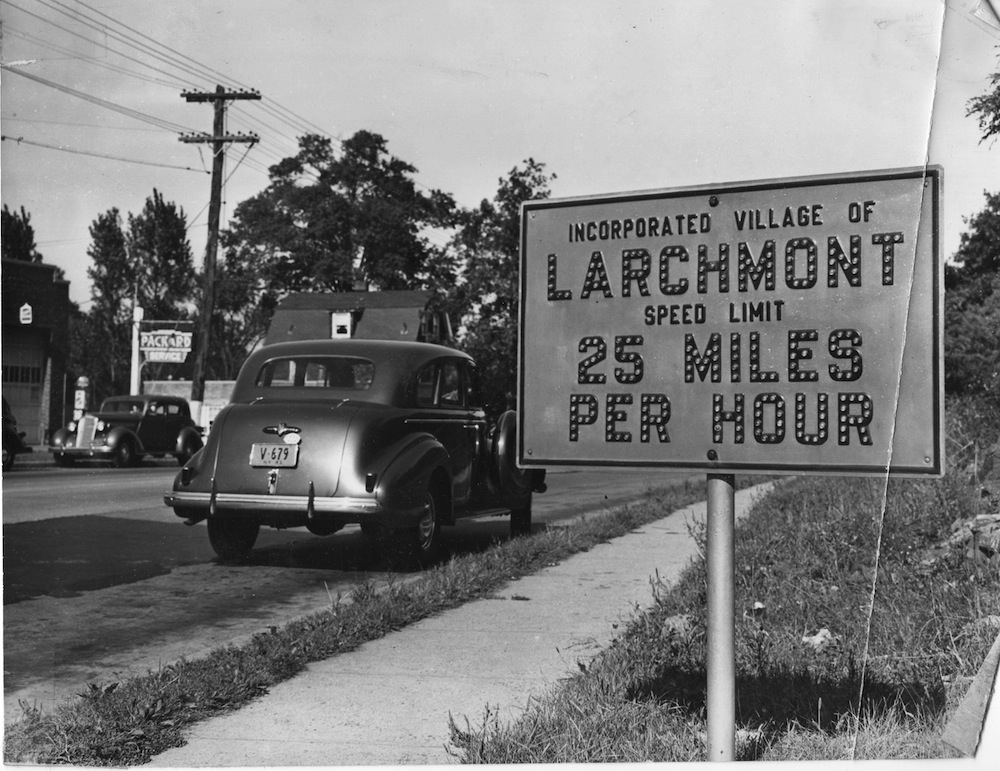 INCORPORATED VILLAGE OF
LARCHMONT
SPEED LIMIT
25 MILES
PER HOUR
PACKARD
SERVICE
V·679